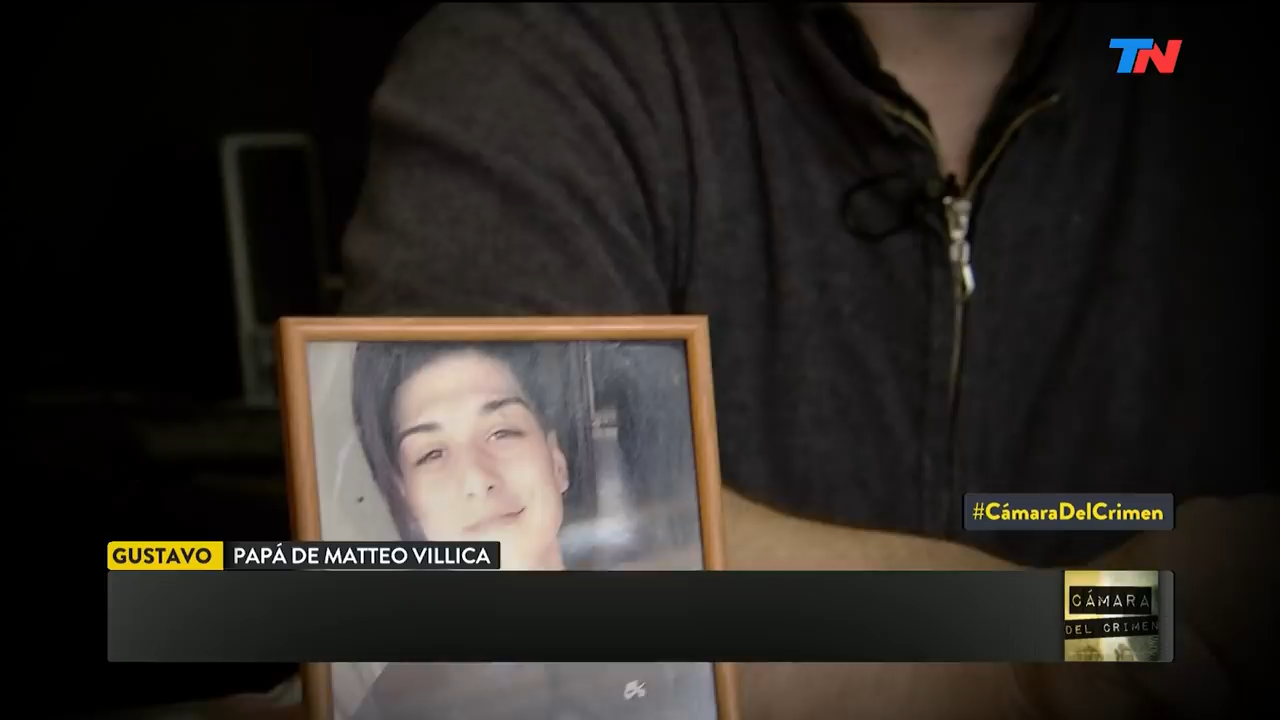 TN
#CámaraDelCrimen
GUSTAVO PAPÁ DE MATTEO VILLICA
CÁMARA
DEL CRIMEN